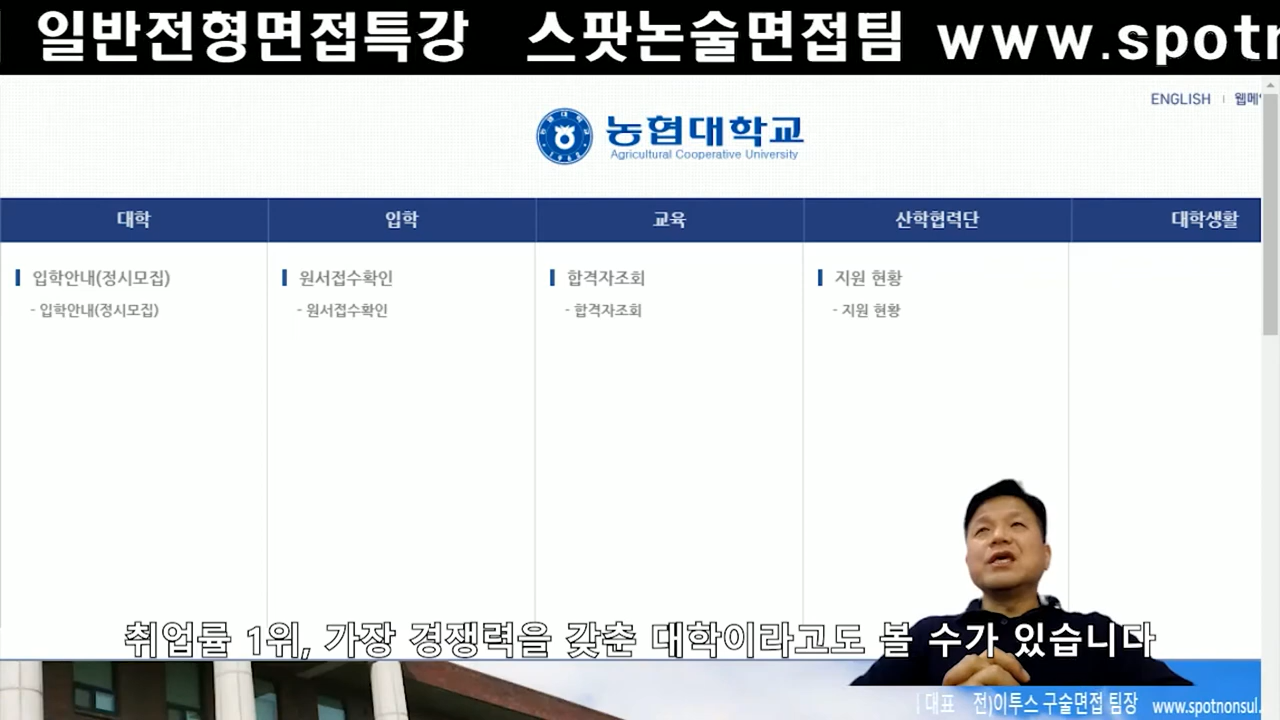 일반전형면접특강 스팟논술면접팀 www.spotn
ENGLISH
웹메
농협대학교
Agricultural Cooperative University
1962
대학 입학 교육 산학협력단 대학생활
입학안내(정시모집) 원서접수확인 합격자조회 지원 현황
- 입학안내(정시모집) - 원서접수확인 - 합격자조회 - 지원 현황
취업률 1위, 가장 경쟁력을 갖춘 대학이라고도 볼 수가 있습니다
[ 대표 전)이투스 구술면접 팀장 www.spotnonsul.